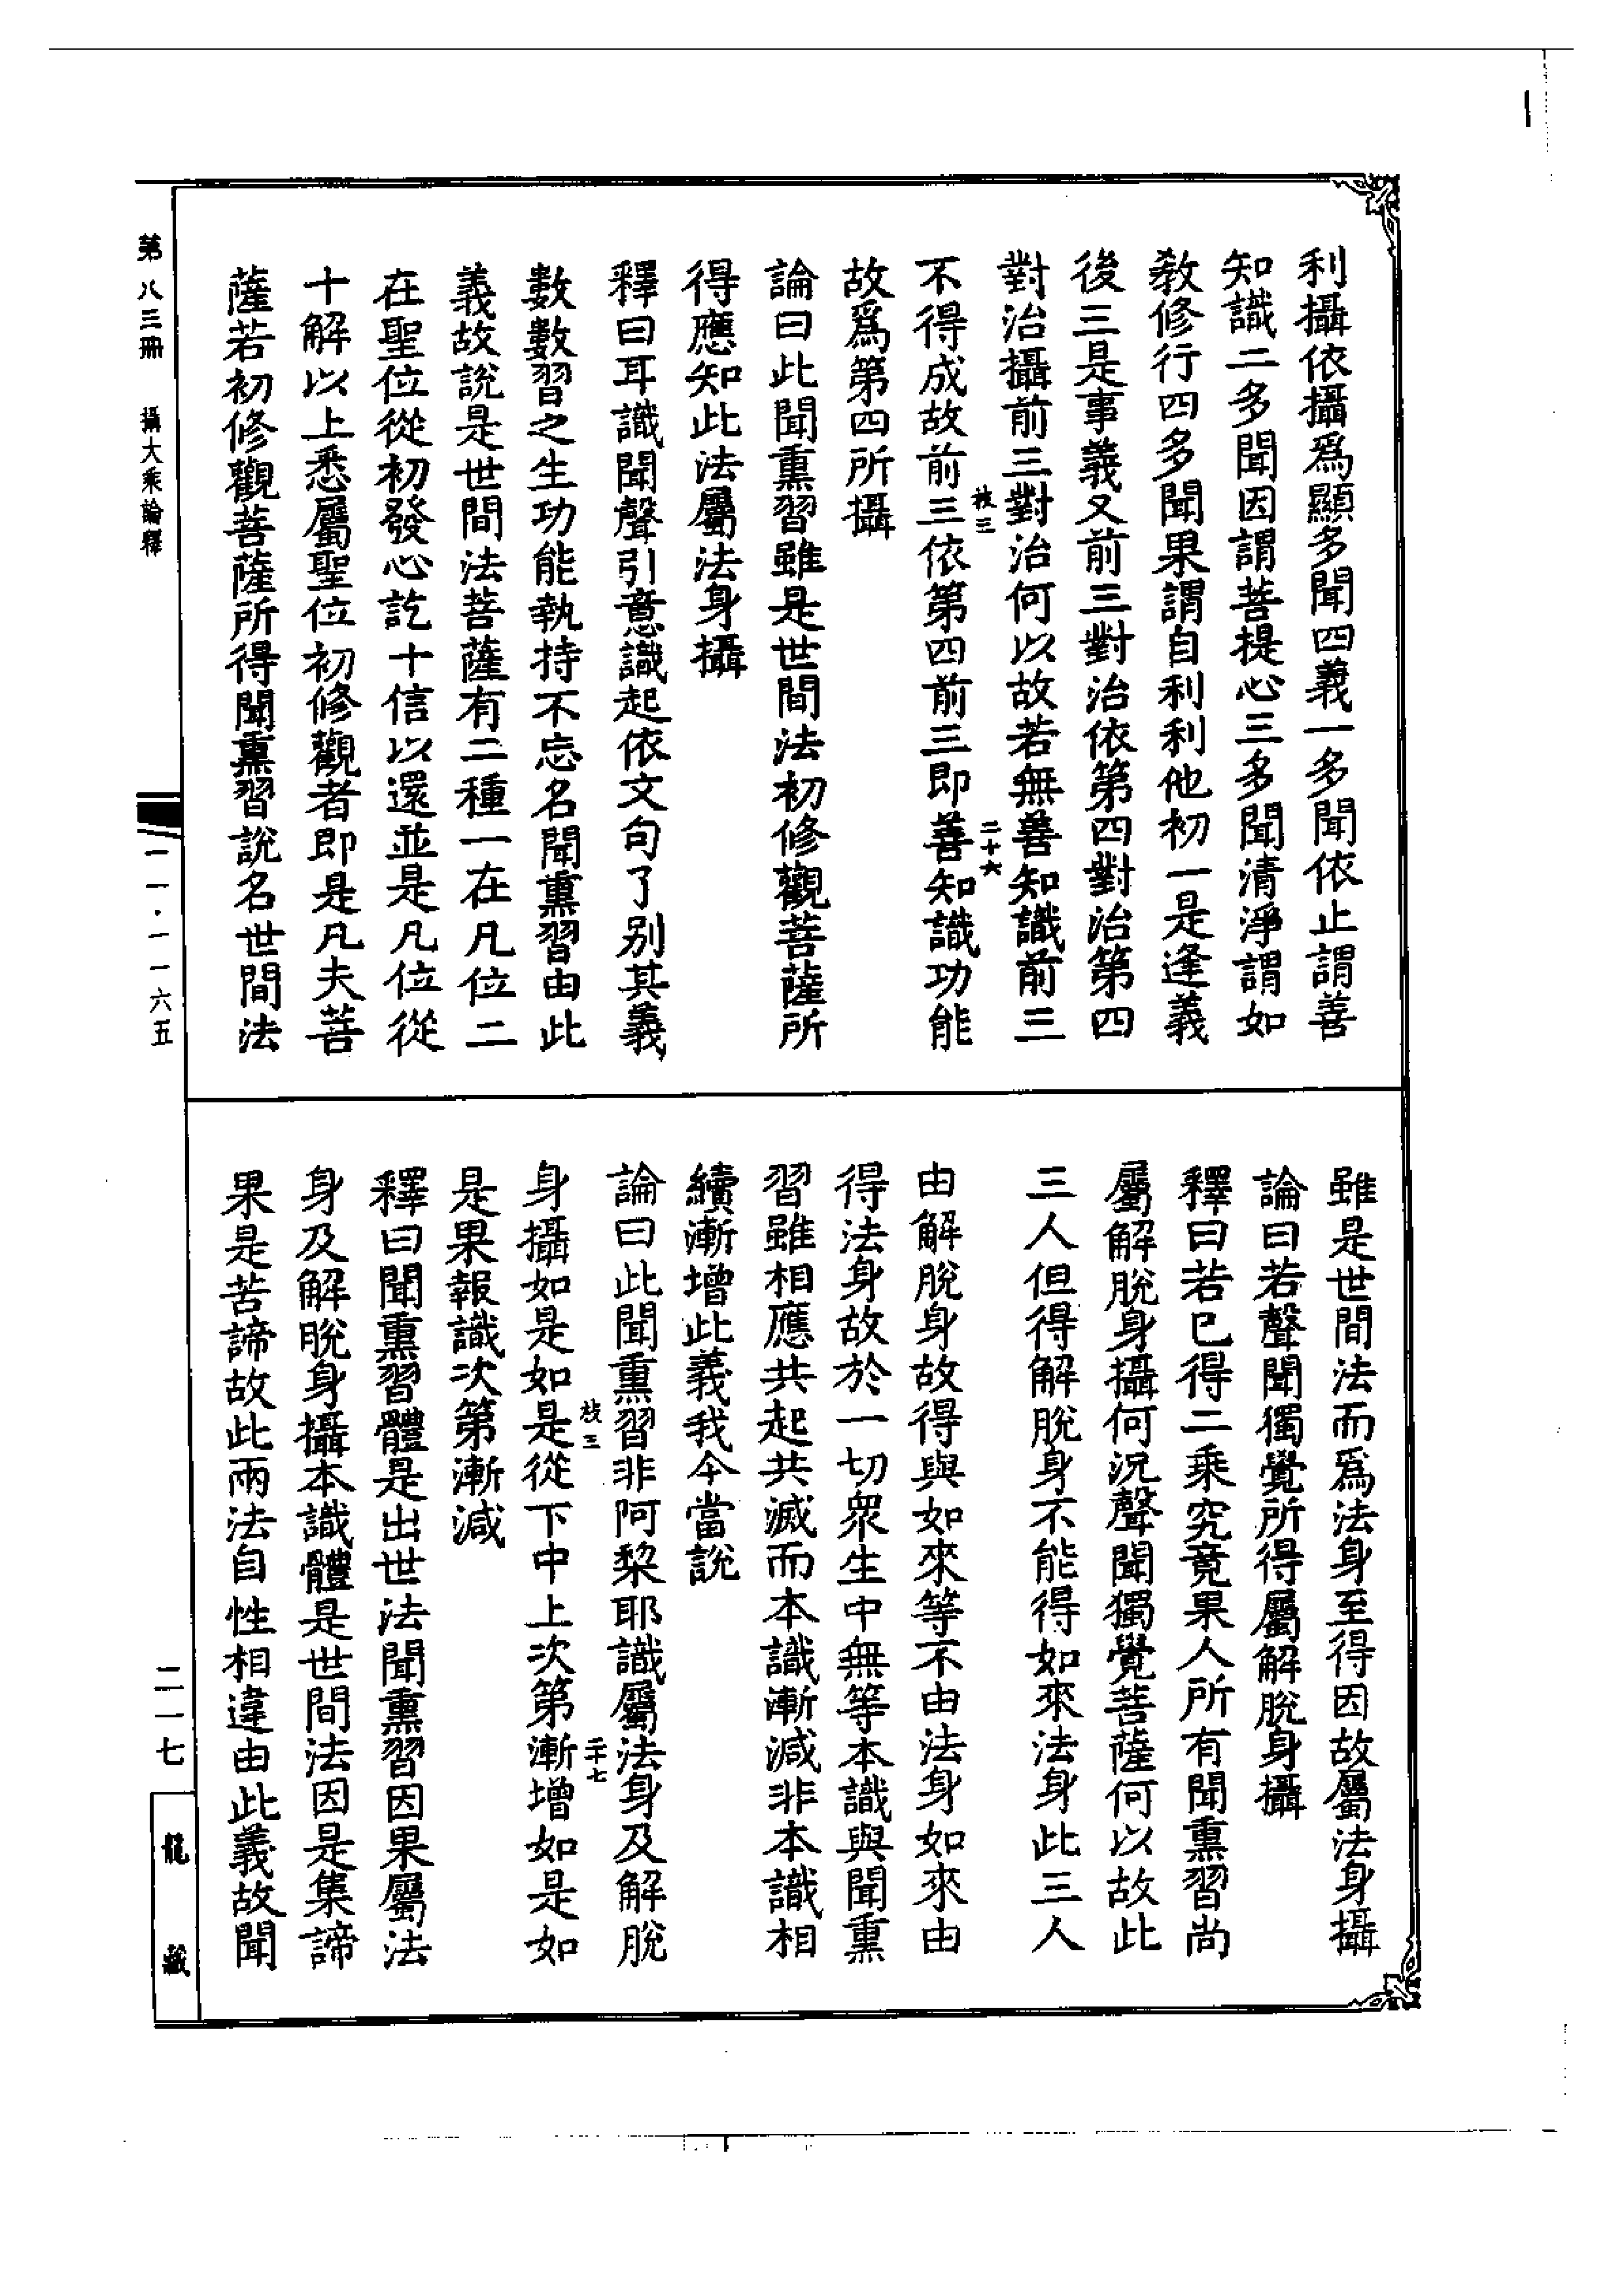 利攝依攝爲顯多聞四義一多聞依止謂善
知識二多聞因謂菩提心三多聞清淨謂如
敎修行四多聞果謂自利利他初一是逢義
後三是事義又前三對治依第四對治第四
對治攝前三對治何以故若無善知識前三
枝三
二十六
不得成故前三依第四前三即善知識功能
故爲第四所攝
論曰此聞熏習雖是世間法初修觀菩薩所
得應知此法屬法身攝
釋曰耳識聞聲引意識起依文句了别其義
數數習之生功能執持不忘名聞熏習由此
義故說是世間法菩薩有二種一在凡位二
在聖位從初發心訖十信以還並是凡位從
十解以上悉屬聖位初修觀者即是凡夫菩
薩若初修觀菩薩所得聞熏習說名世間法
雖是世間法而爲法身至得因故屬法身攝
論曰若聲聞獨覺所得屬解脫身攝
釋曰若已得二乘究竟果人所有聞熏習尚
屬解脫身攝何況聲聞獨覺菩薩何以故此
三人但得解脫身不能得如來法身此三人
由解脫身故得與如來等不由法身如來由
得法身故於一切衆生中無等本識與聞熏
習雖相應共起共滅而本識漸減非本識相
續漸增此義我今當說
論曰此聞熏習非阿棃耶識屬法身及解脫
枝三
二十七
身攝如是如是從下中上次第漸增如是如
是果報識次第漸減
釋曰聞熏習體是出世法聞熏習因果屬法
身及解脫身攝本識體是世間法因是集諦
果是苦諦故此兩法自性相違由此義故聞
第八三冊 攝大乘論釋
一一·一一六五
二一七
龍藏